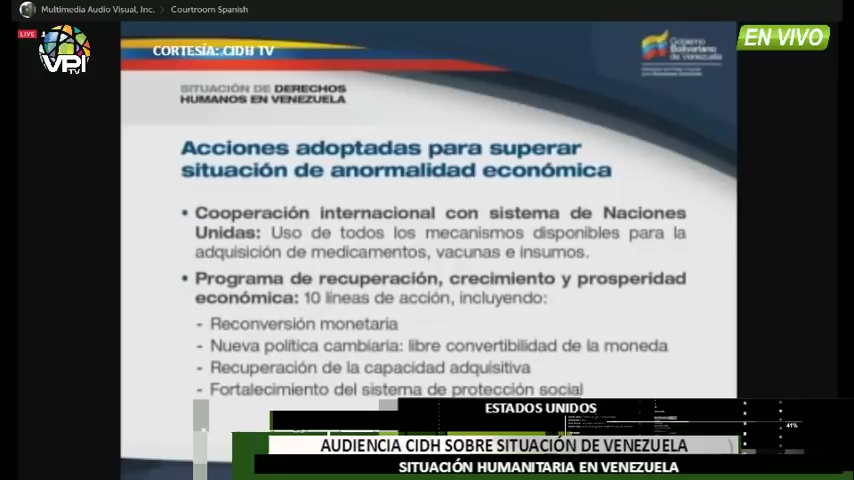 Multimedia Audio Visual, Inc. > Courtroom Spanish
LIVE
VPI
TV
CORTESÍA: CIDH TV
Gobierno
Bolivariano
de Venezuela
EN VIVO
SITUACIÓN DE DERECHOS
HUMANOS EN VENEZUELA
Acciones adoptadas para superar
situación de anormalidad económica
• Cooperación internacional con sistema de Naciones
Unidas: Uso de todos los mecanismos disponibles para la
adquisición de medicamentos, vacunas e insumos.
• Programa de recuperación, crecimiento y prosperidad
económica: 10 líneas de acción, incluyendo:
- Reconversión monetaria
- Nueva política cambiaria: libre convertibilidad de la moneda
- Recuperación de la capacidad adquisitiva
- Fortalecimiento del sistema de protección social
ESTADOS UNIDOS
41%
AUDIENCIA CIDH SOBRE SITUACIÓN DE VENEZUELA
SITUACIÓN HUMANITARIA EN VENEZUELA